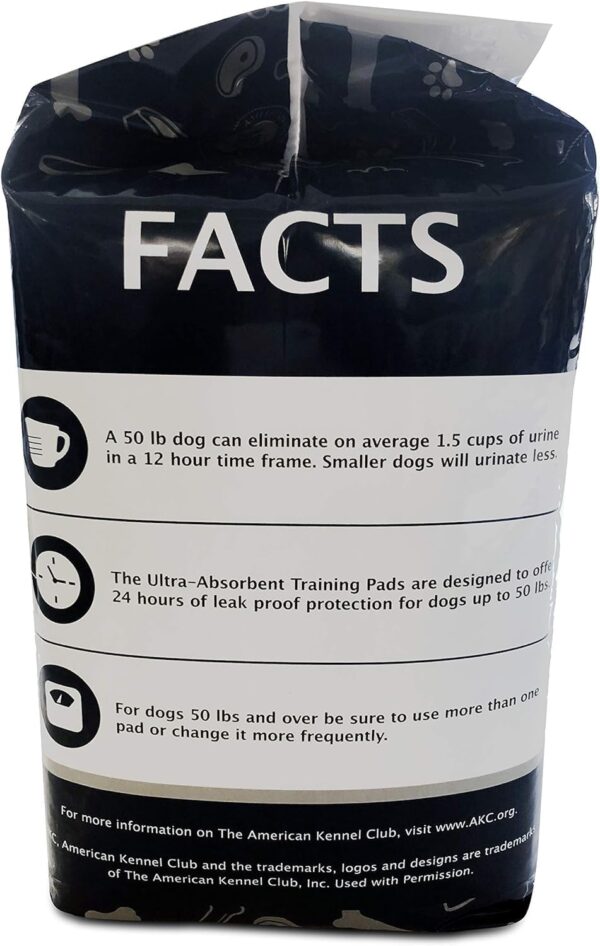 FACTS
A 50 lb dog can eliminate on average 1.5 cups of urine
in a 12 hour time frame. Smaller dogs will urinate less.
The Ultra-Absorbent Training Pads are designed to offe
24 hours of leak proof protection for dogs up to 50 lbs.
For dogs 50 lbs and over be sure to use more than one
pad or change it more frequently.
For more information on The American Kennel Club, visit www.AKC.org.
C, American Kennel Club and the trademarks, logos and designs are trademark
of The American Kennel Club, Inc. Used with Permission.